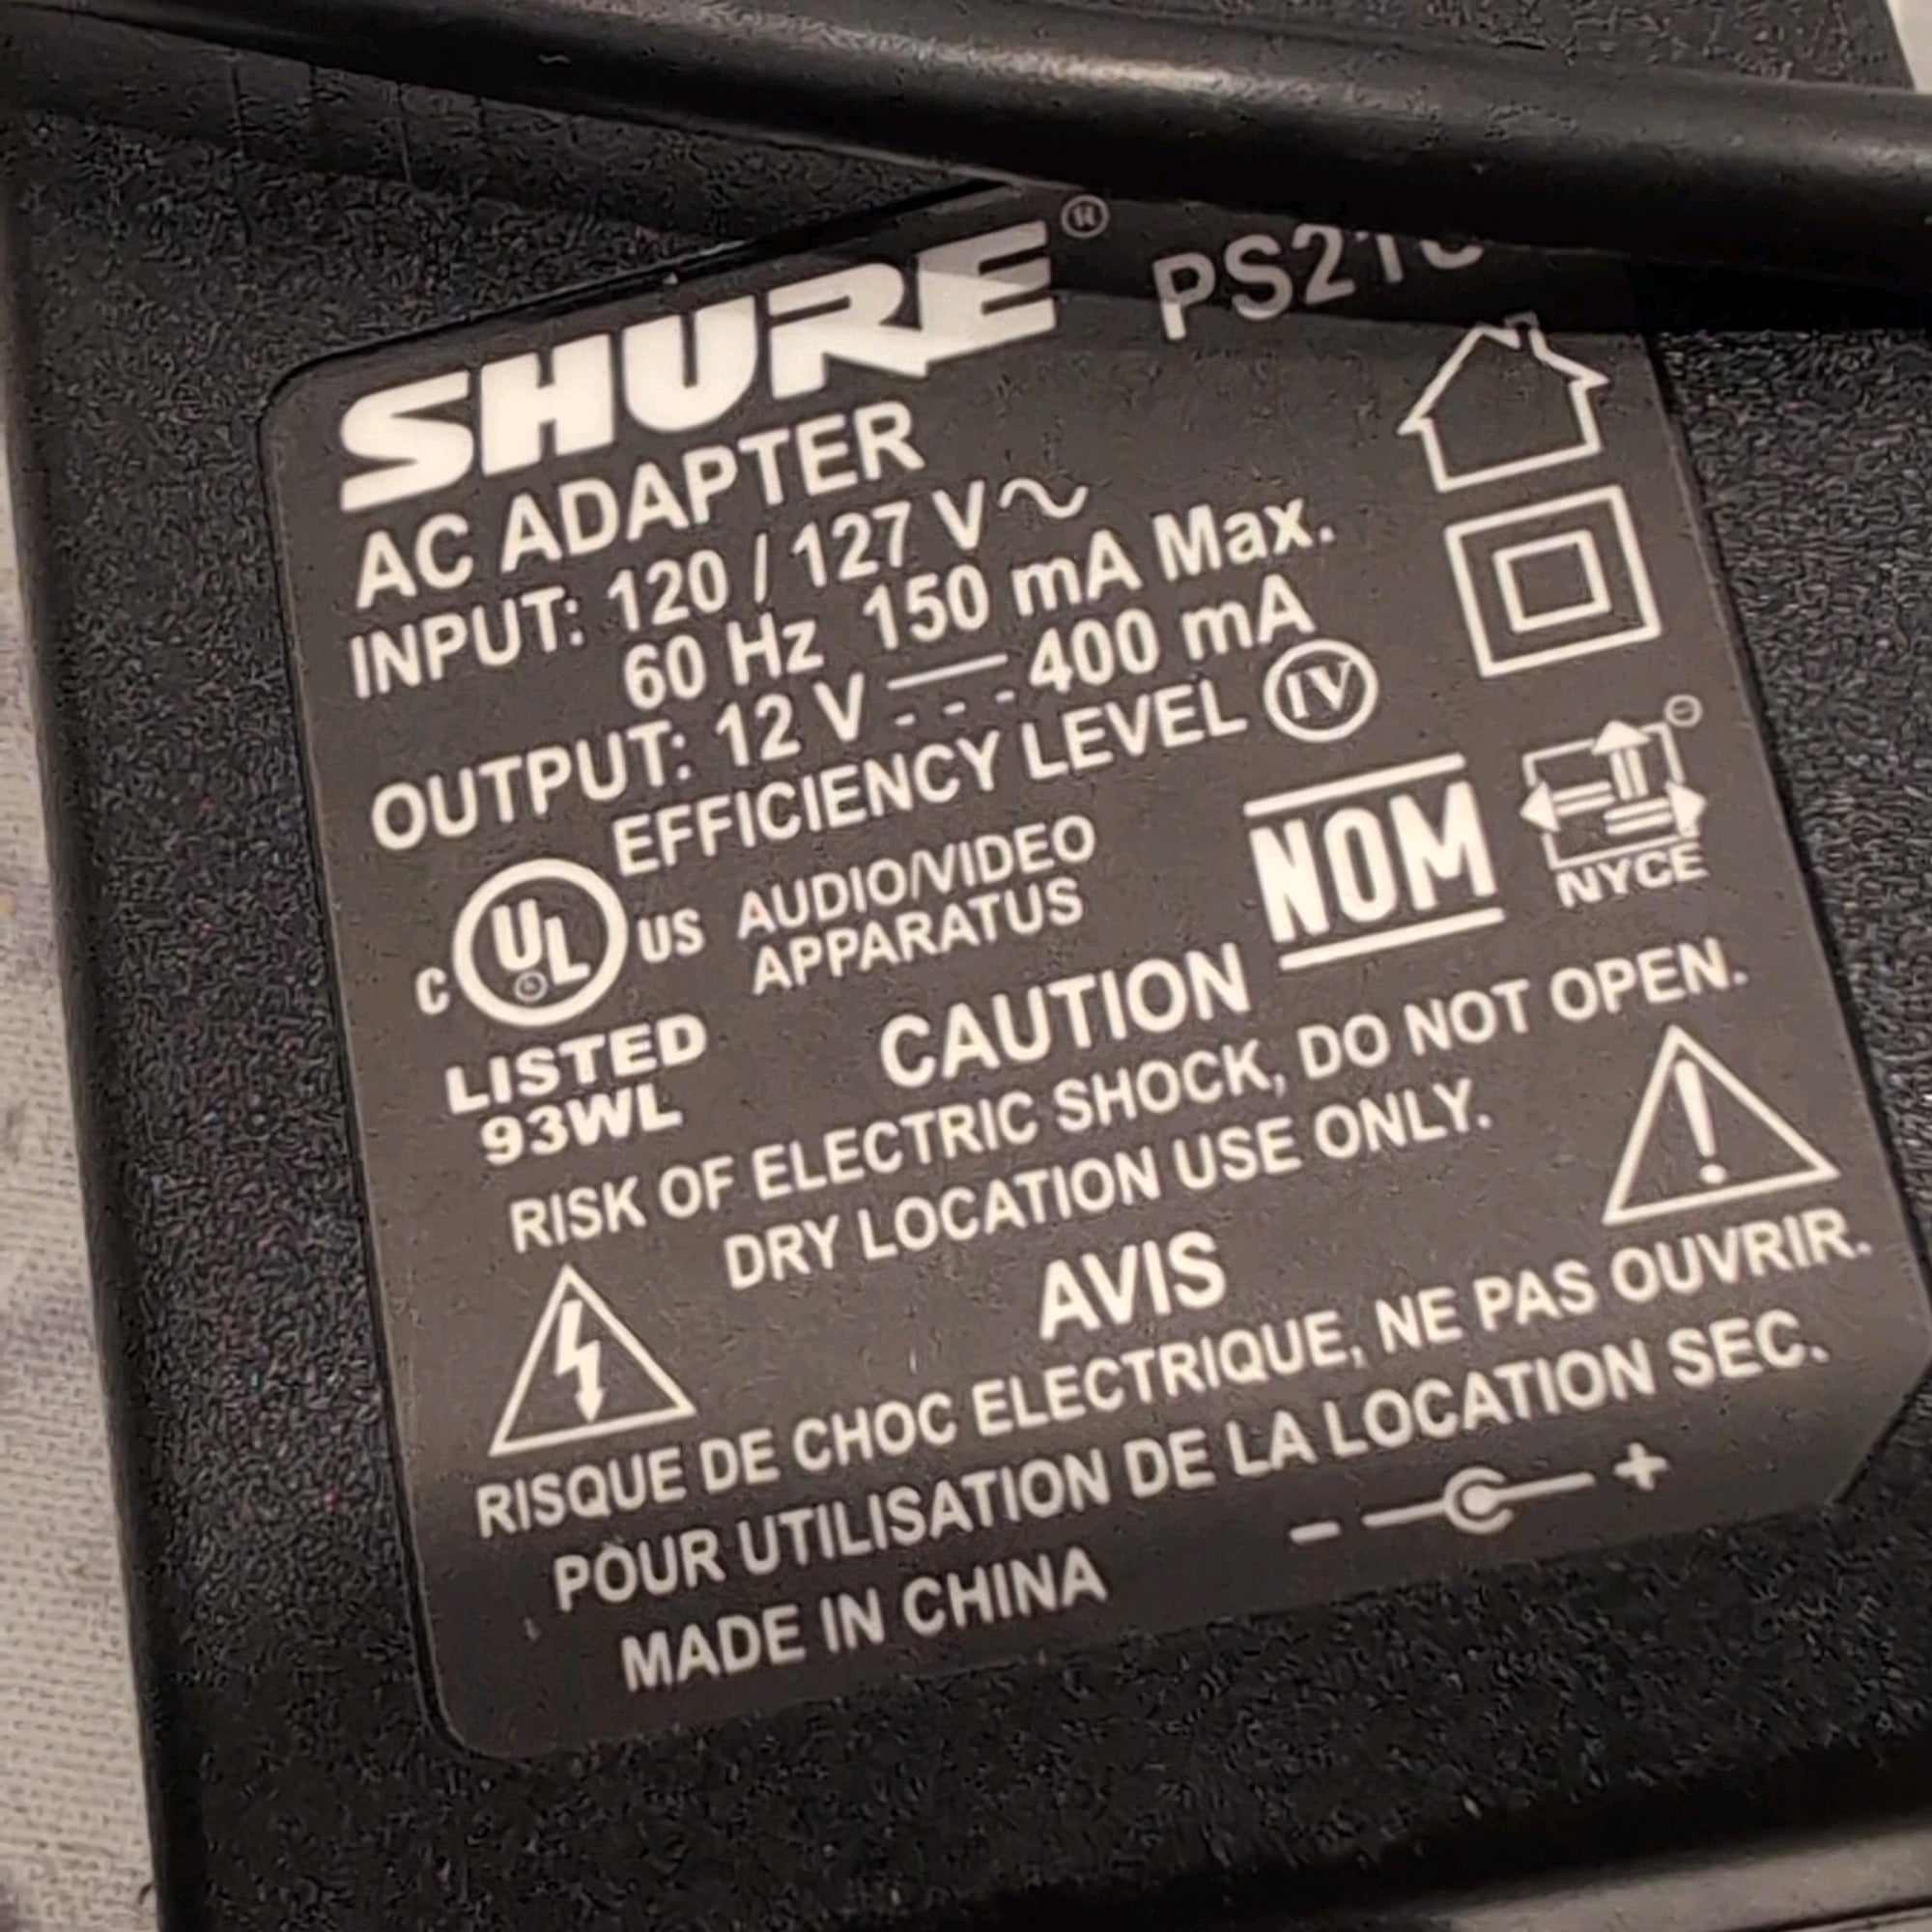 SHURE®
AC ADAPTER
INPUT: 120 / 127 V~
60 Hz 150 mA Max.
OUTPUT: 12 V 400 mA
EFFICIENCY LEVEL IV
C UL US AUDIO/VIDEO
APPARATUS
LISTED
93WL
NOM
NYCE
CAUTION
RISK OF ELECTRIC SHOCK, DO NOT OPEN.
DRY LOCATION USE ONLY.
AVIS
RISQUE DE CHOC ELECTRIQUE, NE PAS OUVRIR.
POUR UTILISATION DE LA LOCATION SEC.
- +
MADE IN CHINA